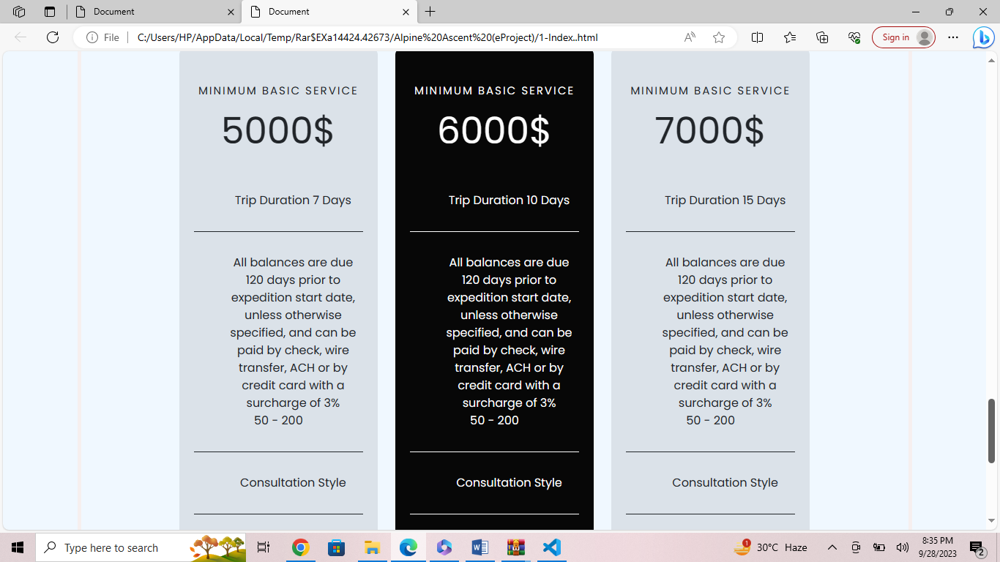 Document
Document
File
C:/Users/HP/AppData/Local/Temp/Rar$EXa14424.42673/Alpine%20Ascent%20(eProject)/1-Index..html
Sign in
MINIMUM BASIC SERVICE
5000$
Trip Duration 7 Days
All balances are due
120 days prior to
expedition start date,
unless otherwise
specified, and can be
paid by check, wire
transfer, ACH or by
credit card with a
surcharge of 3%
50 - 200
Consultation Style
MINIMUM BASIC SERVICE
6000$
Trip Duration 10 Days
All balances are due
120 days prior to
expedition start date,
unless otherwise
specified, and can be
paid by check, wire
transfer, ACH or by
credit card with a
surcharge of 3%
50 - 200
Consultation Style
MINIMUM BASIC SERVICE
7000$
Trip Duration 15 Days
All balances are due
120 days prior to
expedition start date,
unless otherwise
specified, and can be
paid by check, wire
transfer, ACH or by
credit card with a
surcharge of 3%
50 - 200
Consultation Style
Type here to search
1
30°C Haze
8:35 PM
9/28/2023
2